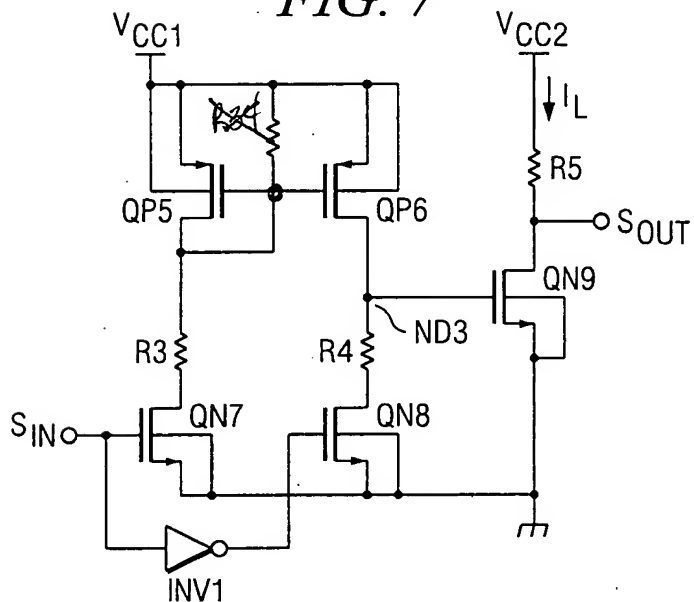 FIG. 7
VCC1
VCC2
IL
R5
QP5
QP6
SOUT
QN9
ND3
R3
R4
SIN
QN7
QN8
INV1